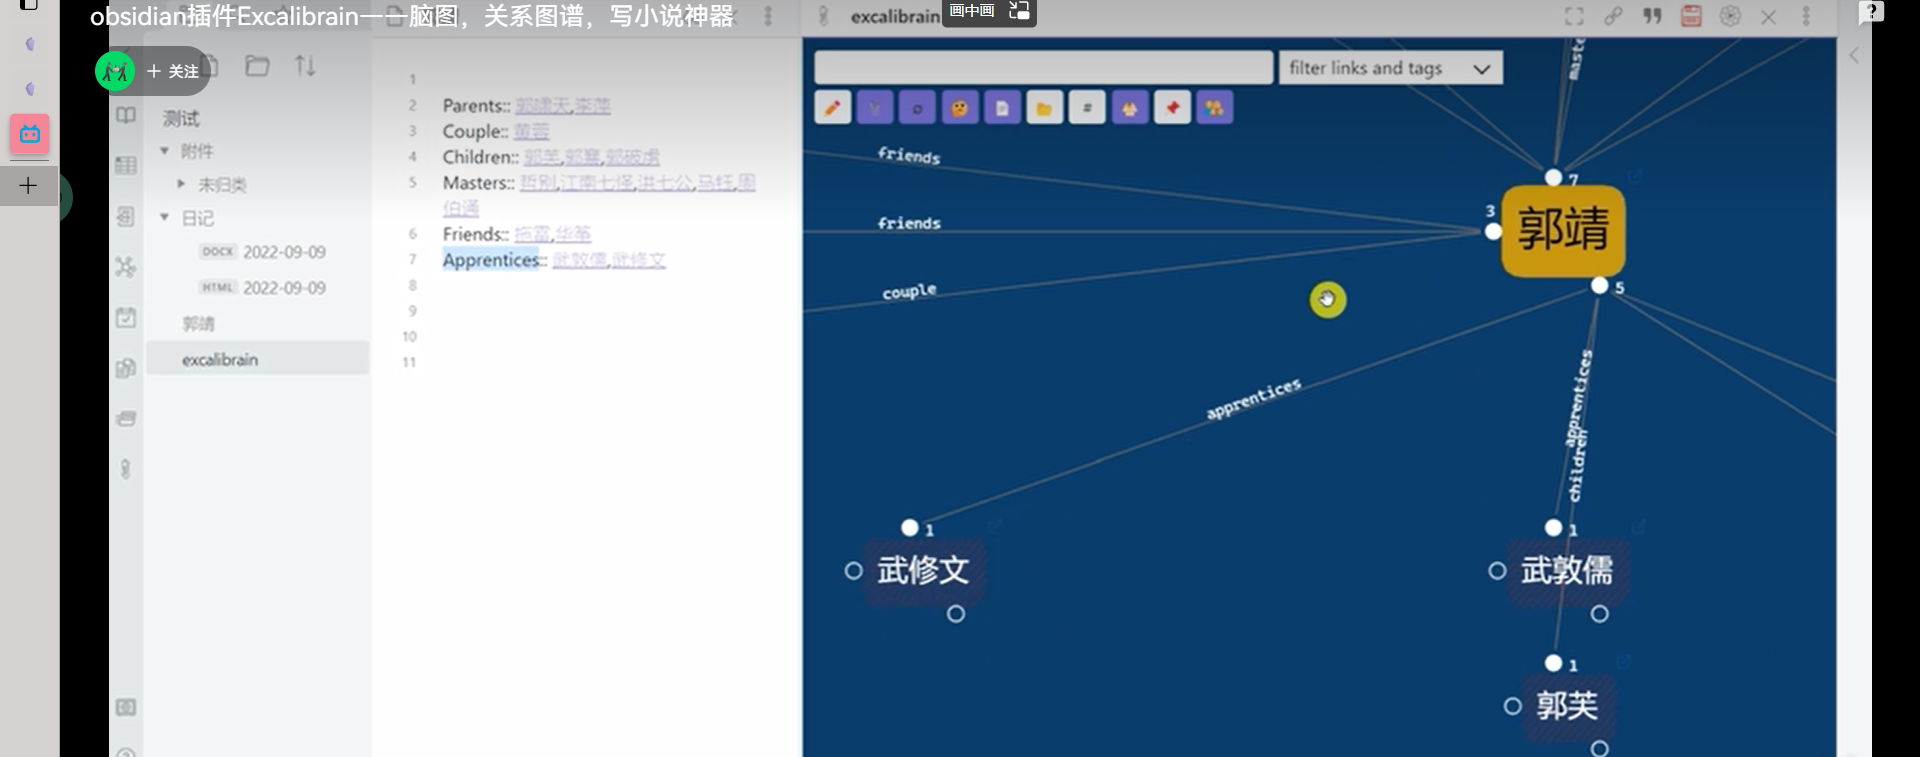 obsidian插件Excalibrain——脑图，关系图谱，写小说神器
画中画
excalibrain
?
+ 关注
测试
附件
未归类
日记
DOCX 2022-09-09
HTML 2022-09-09
郭靖
excalibrain
1
2 Parents:: 郭啸天,李萍
3 Couple:: 黄蓉
4 Children:: 郭芙,郭襄,郭破虏
5 Masters:: 哲别,江南七怪,洪七公,马钰,周
伯通
6 Friends:: 拖雷,华筝
7 Apprentices:: 武敦儒,武修文
8
9
10
11
filter links and tags
#
friends
friends
couple
maste
7
3
郭靖
5
apprentices
apprentices
children
1
武修文
1
武敦儒
1
郭芙